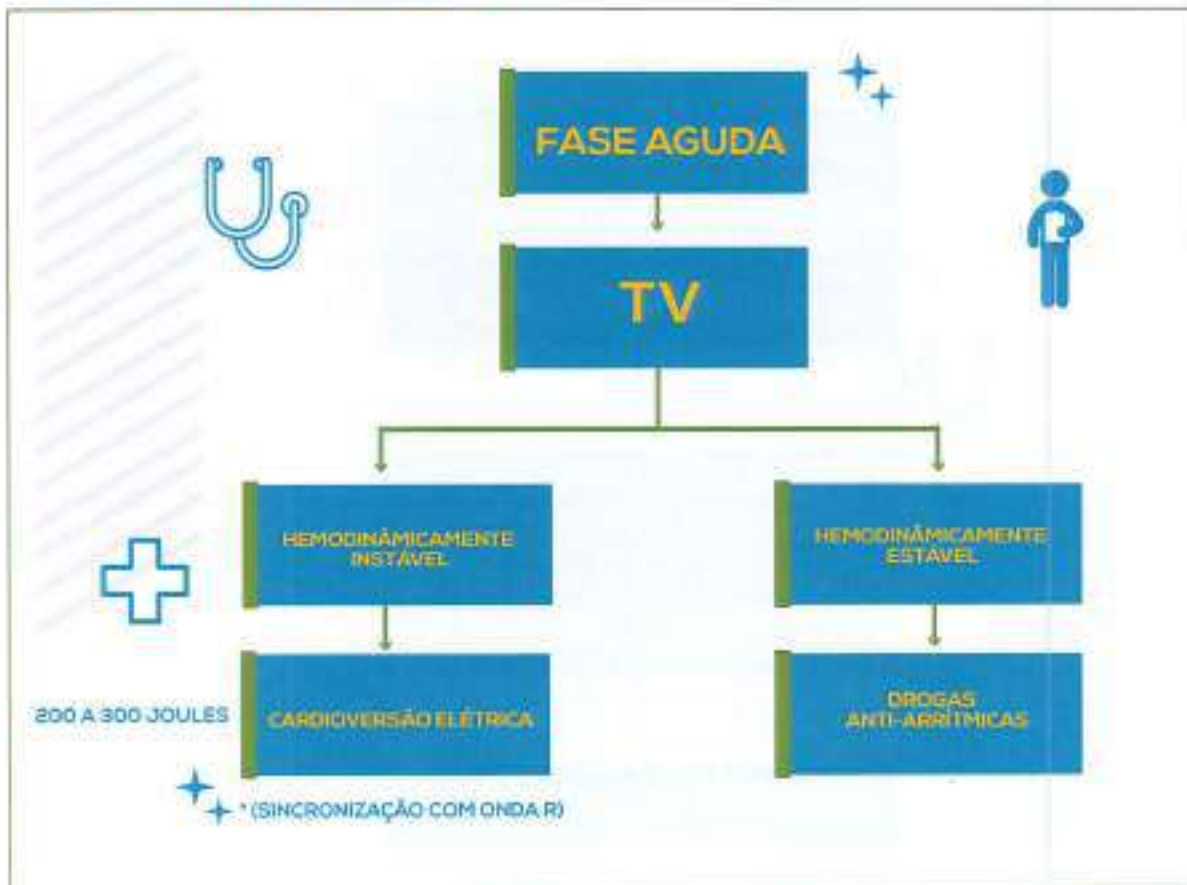 FASE AGUDA
TV
HEMODINÂMICAMENTE
INSTÁVEL
HEMODINÂMICAMENTE
ESTÁVEL
200 A 300 JOULES
CARDIOVERSÃO ELÉTRICA
DROGAS
ANTI-ARRÍTMICAS
* (SINCRONIZAÇÃO COM ONDA R)